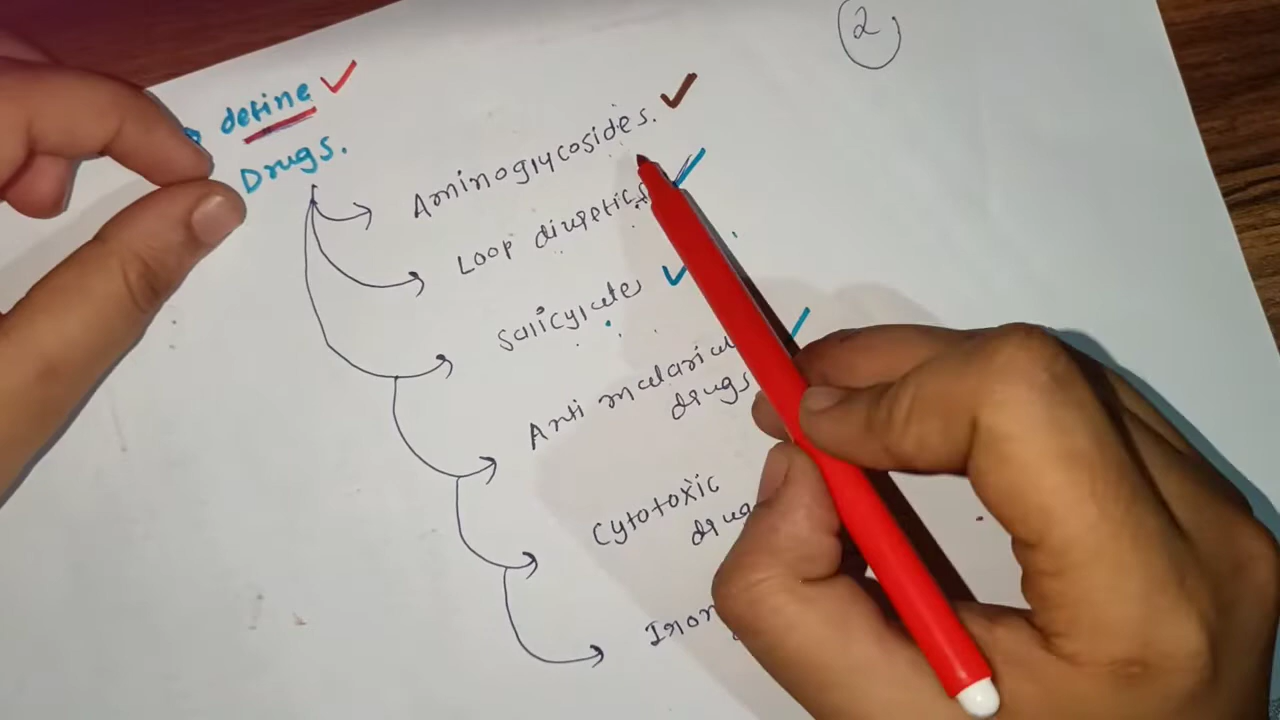 2
define
Drugs.
Aminoglycosides.
Loop diuretics
Salicylate
Anti malarial
drugs
Cytotoxic